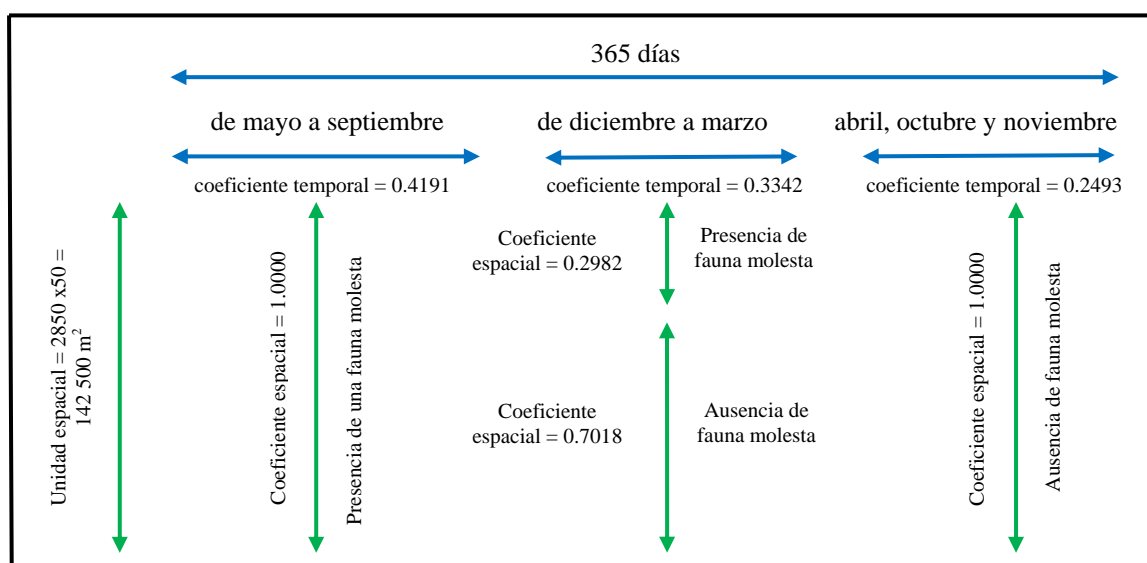 365 días
de mayo a septiembre
de diciembre a marzo
abril, octubre y noviembre
coeficiente temporal = 0.4191
coeficiente temporal = 0.3342
coeficiente temporal = 0.2493
Unidad espacial = 2850 x50 =
142 500 m²
Coeficiente espacial = 1.0000
Presencia de una fauna molesta
Coeficiente
espacial = 0.2982
Presencia de
fauna molesta
Coeficiente
espacial = 0.7018
Ausencia de
fauna molesta
Coeficiente espacial = 1.0000
Ausencia de fauna molesta